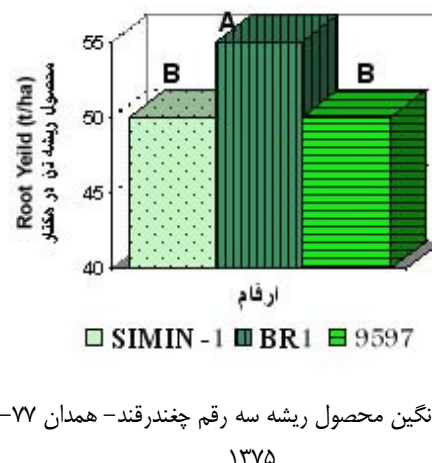 A
B
B
55
50
45
40
Root Yeild (t/ha)
محصول ریشه تن در هکتار
ارقام
SIMIN -1 BR1 9597
نگین محصول ریشه سه رقم چغندرقند– همدان ۷۷–
۱۳۷۵